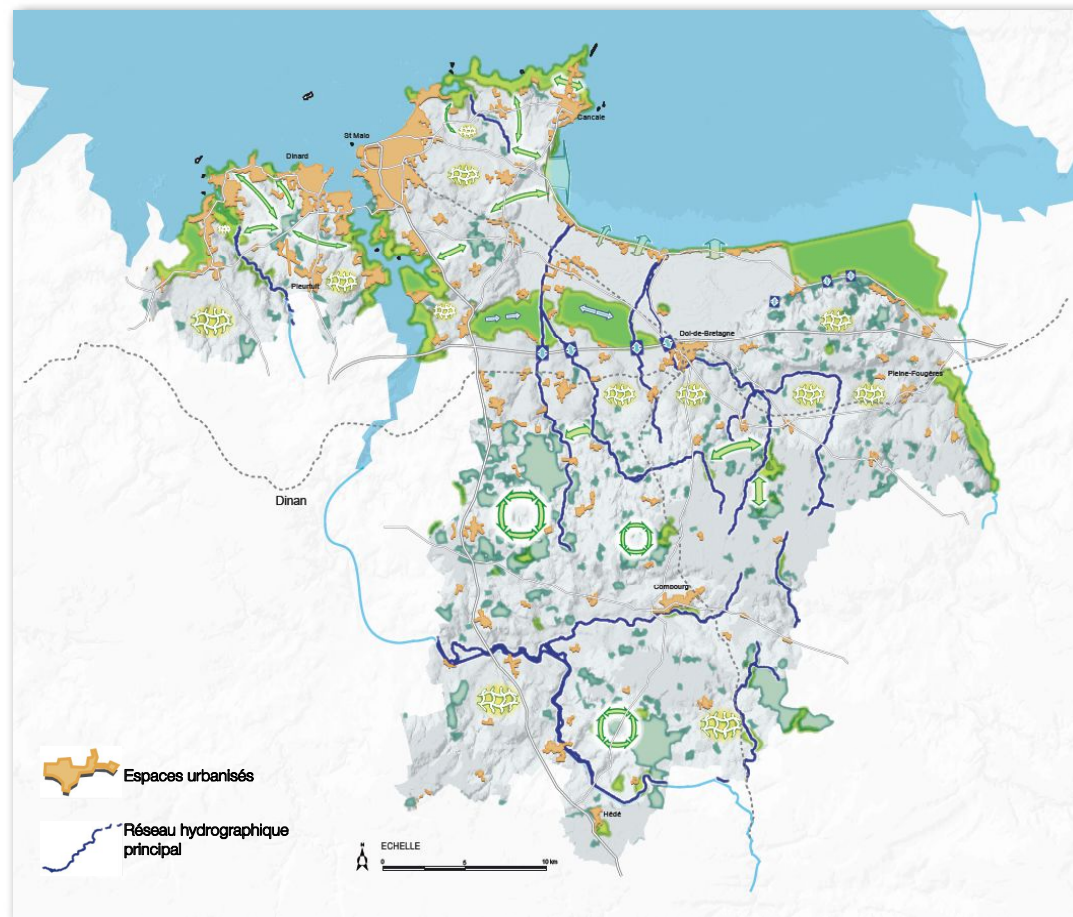 Cancale
St Malo
Dinard
Pleurtuit
Dol-de-Bretagne
Pleine-Fougères
Dinan
Combourg
Espaces urbanisés
Réseau hydrographique
principal
Hédé
N
ECHELLE
0 5 10 km